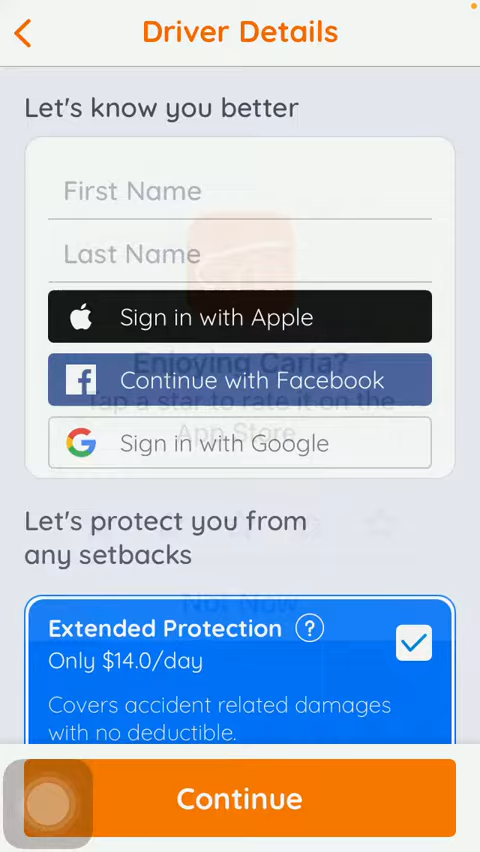 Driver Details
Let's know you better
First Name
Last Name
Sign in with Apple
Enjoying Carla?
Continue with Facebook
Tap a star to rate it on the
App Store.
Sign in with Google
Let's protect you from
any setbacks
Not Now
Extended Protection ?
Only $14.0/day
Covers accident related damages
with no deductible.
Continue